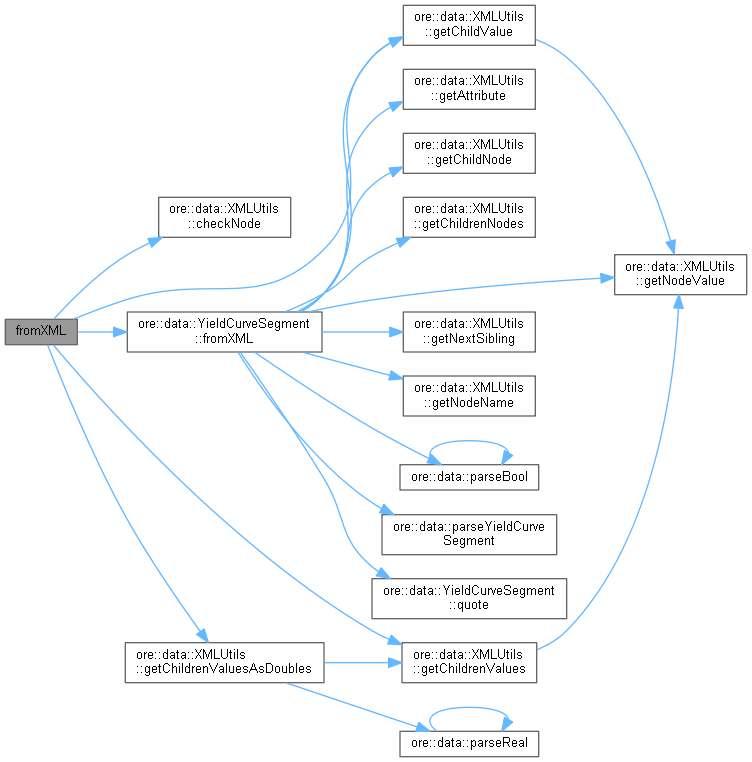 ore::data::XMLUtils
::getChildValue
ore::data::XMLUtils
::getAttribute
ore::data::XMLUtils
::getChildNode
ore::data::XMLUtils
::checkNode
ore::data::XMLUtils
::getChildrenNodes
ore::data::XMLUtils
::getNodeValue
fromXML
ore::data::YieldCurveSegment
::fromXML
ore::data::XMLUtils
::getNextSibling
ore::data::XMLUtils
::getNodeName
ore::data::parseBool
ore::data::parseYieldCurve
Segment
ore::data::YieldCurveSegment
::quote
ore::data::XMLUtils
::getChildrenValuesAsDoubles
ore::data::XMLUtils
::getChildrenValues
ore::data::parseReal